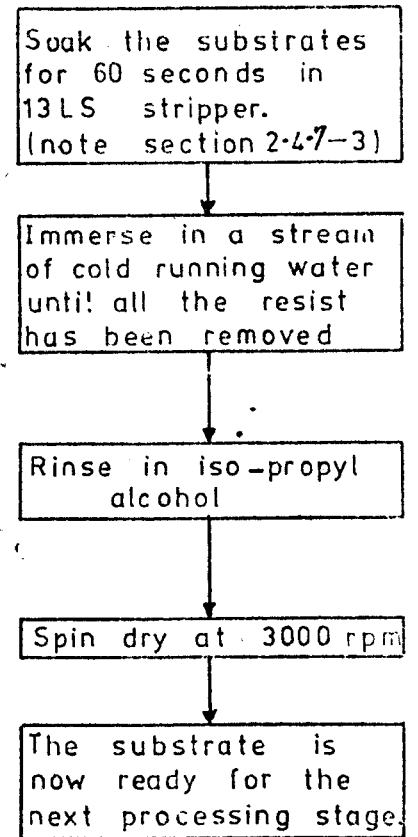 Soak the substrates
for 60 seconds in
13LS stripper.
(note section 2·4·7-3)
Immerse in a stream
of cold running water
until all the resist
has been removed
Rinse in iso-propyl
alcohol
Spin dry at 3000 rpm
The substrate is
now ready for the
next processing stage.